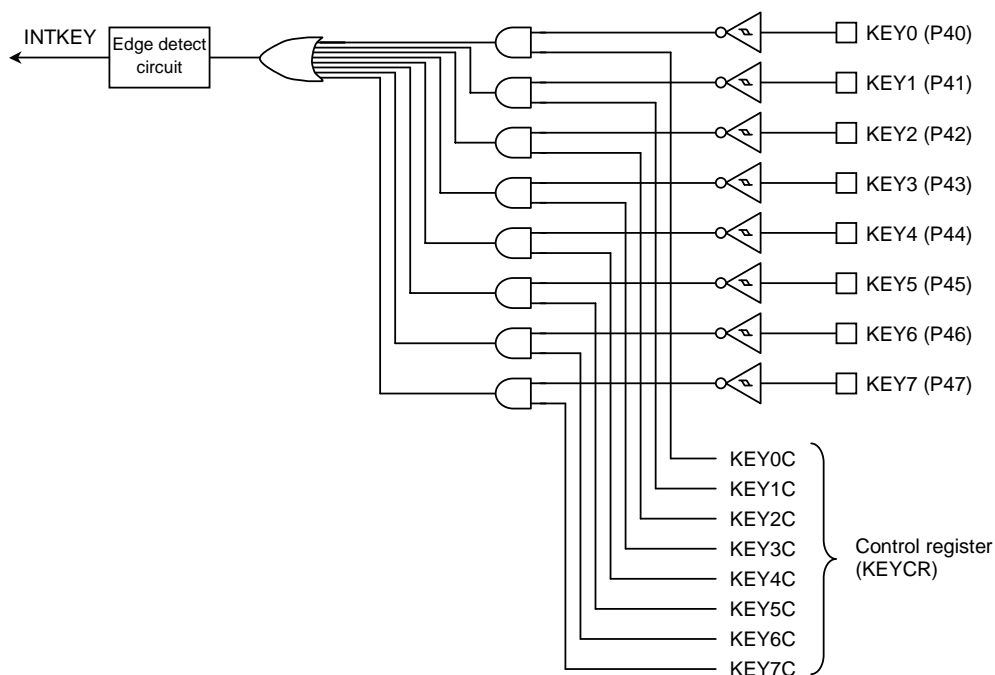 INTKEY
Edge detect
circuit
KEY0 (P40)
KEY1 (P41)
KEY2 (P42)
KEY3 (P43)
KEY4 (P44)
KEY5 (P45)
KEY6 (P46)
KEY7 (P47)
KEY0C
KEY1C
KEY2C
KEY3C
KEY4C
KEY5C
KEY6C
KEY7C
Control register
(KEYCR)